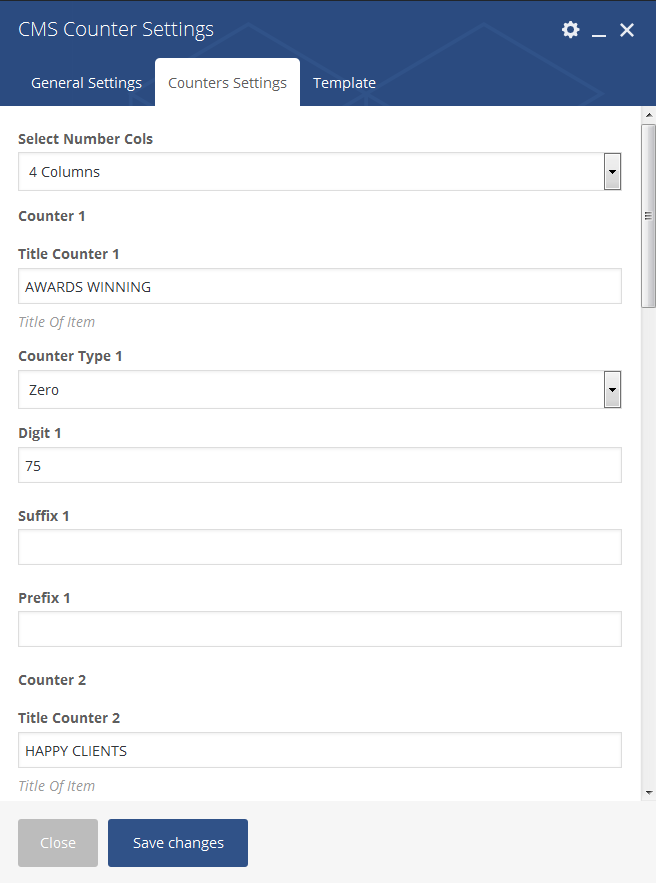 CMS Counter Settings
General Settings
Counters Settings
Template
Select Number Cols
4 Columns
Counter 1
Title Counter 1
AWARDS WINNING
Title Of Item
Counter Type 1
Zero
Digit 1
75
Suffix 1
Prefix 1
Counter 2
Title Counter 2
HAPPY CLIENTS
Title Of Item
Close
Save changes